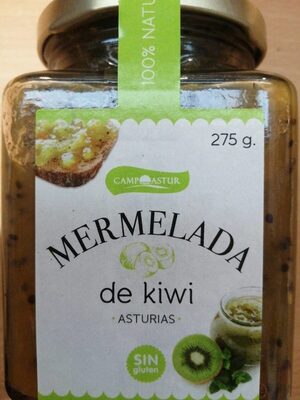 100% NATU
275 g.
CAMPOASTUR
MERMELADA
de kiwi
• ASTURIAS •
SIN
gluten